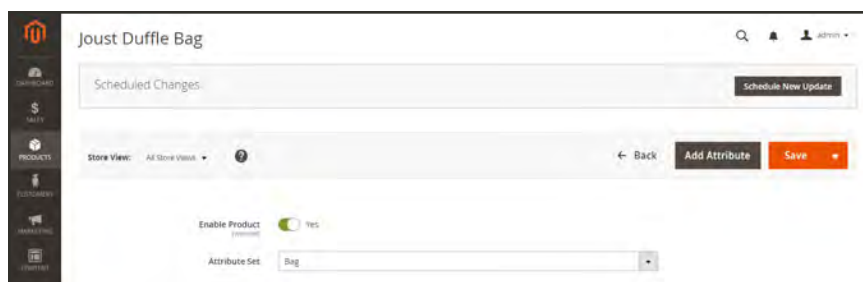 Joust Duffle Bag
admin
DASHBOARD
Scheduled Changes
Schedule New Update
$
SALES
PRODUCTS
Store View: All Store Views
?
← Back
Add Attribute
Save
CUSTOMERS
MARKETING
Enable Product
Yes
[website]
Attribute Set
Bag
CONTENT